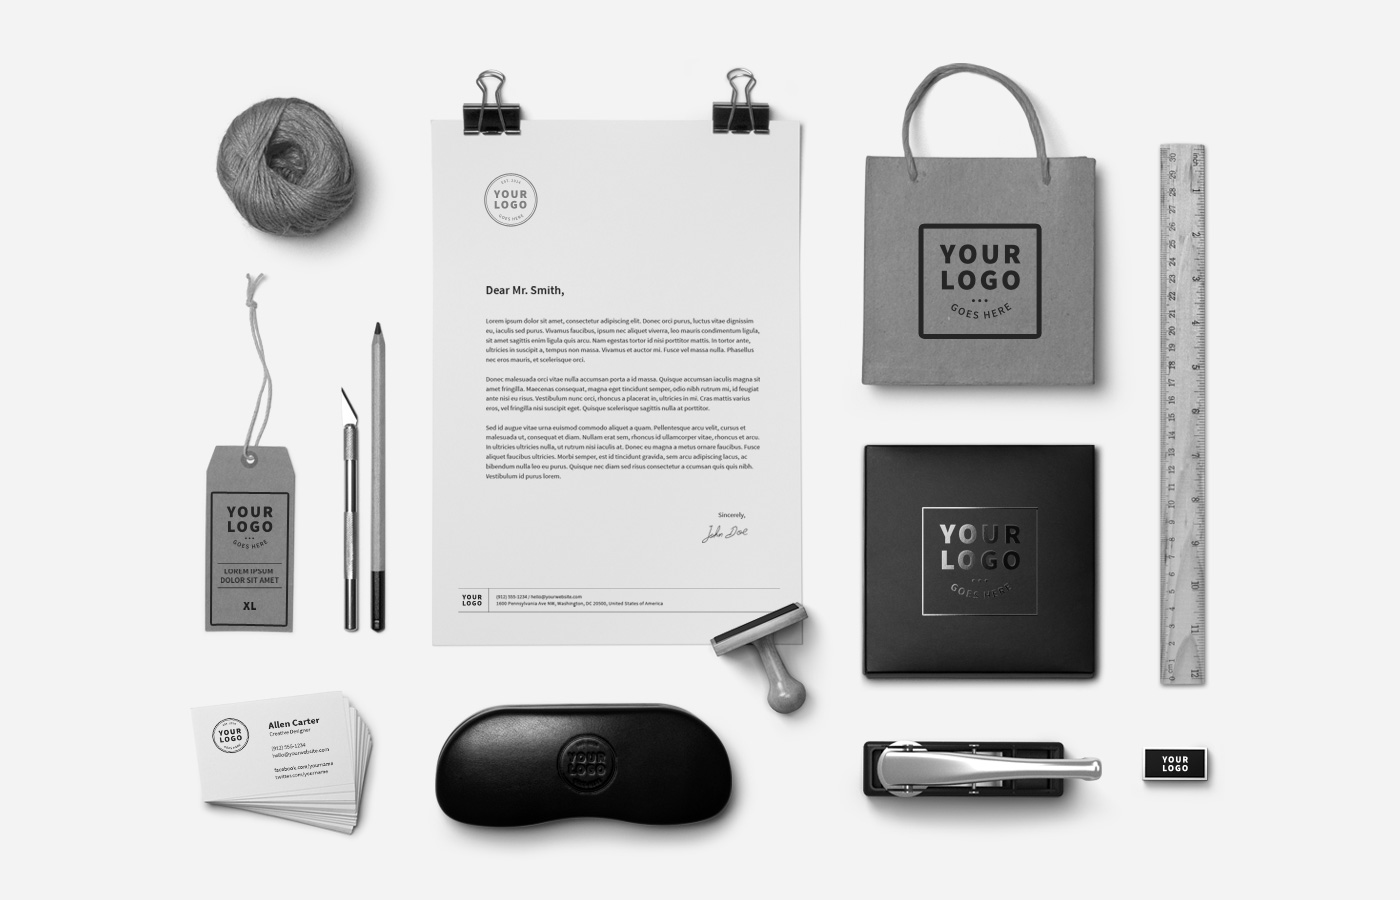 YOUR
LOGO
GOES HERE
Dear Mr. Smith,
Lorem ipsum dolor sit amet, consectetur adipiscing elit. Donec orci purus, luctus vitae dignissim
eu, iaculis sed purus. Vivamus faucibus, ipsum nec aliquet viverra, leo mauris condimentum ligula,
sit amet sagittis enim ligula quis arcu. Nam egestas tortor id nisi porttitor mattis. In tortor ante,
ultricies in suscipit a, tempus non massa. Vivamus et auctor mi. Fusce vel massa nulla. Phasellus
nec eros mauris, et scelerisque orci.
Donec malesuada orci vitae nulla accumsan porta a id massa. Quisque accumsan iaculis magna sit
amet fringilla. Maecenas consequat, magna eget tincidunt semper, odio nibh rutrum mi, id feugiat
ante nisi eu risus. Vestibulum nunc orci, rhoncus a placerat in, ultricies in mi. Cras mattis varius
eros, vel fringilla nisi suscipit eget. Quisque scelerisque sagittis nulla at porttitor.
Sed id augue vitae urna euismod commodo aliquet a quam. Pellentesque arcu velit, cursus et
malesuada ut, consequat et diam. Nullam erat sem, rhoncus id ullamcorper vitae, rhoncus et arcu.
In ultricies ultricies nulla, ut rutrum nisi iaculis at. Donec eu magna a metus ornare faucibus. Fusce
aliquet faucibus ultricies. Morbi semper, est id tincidunt gravida, sem arcu adipiscing lacus, ac
bibendum nulla leo eu purus. Quisque nec diam sed risus consectetur a ccumsan quis quis nibh.
Vestibulum id purus lorem.
Sincerely,
John Doe
YOUR
LOGO
(912) 555-1234 / hello@yourwebsite.com
1600 Pennsylvania Ave NW, Washington, DC 20500, United States of America
YOUR
LOGO
GOES HERE
YOUR
LOGO
GOES HERE
LOREM IPSUM
DOLOR SIT AMET
XL
YOUR
LOGO
GOES HERE
YOUR
LOGO
Allen Carter
Creative Designer
(912) 555-1234
hello@yourwebsite.com
facebook.com/yourname
twitter.com/yourname
YOUR
LOGO
YOUR
LOGO